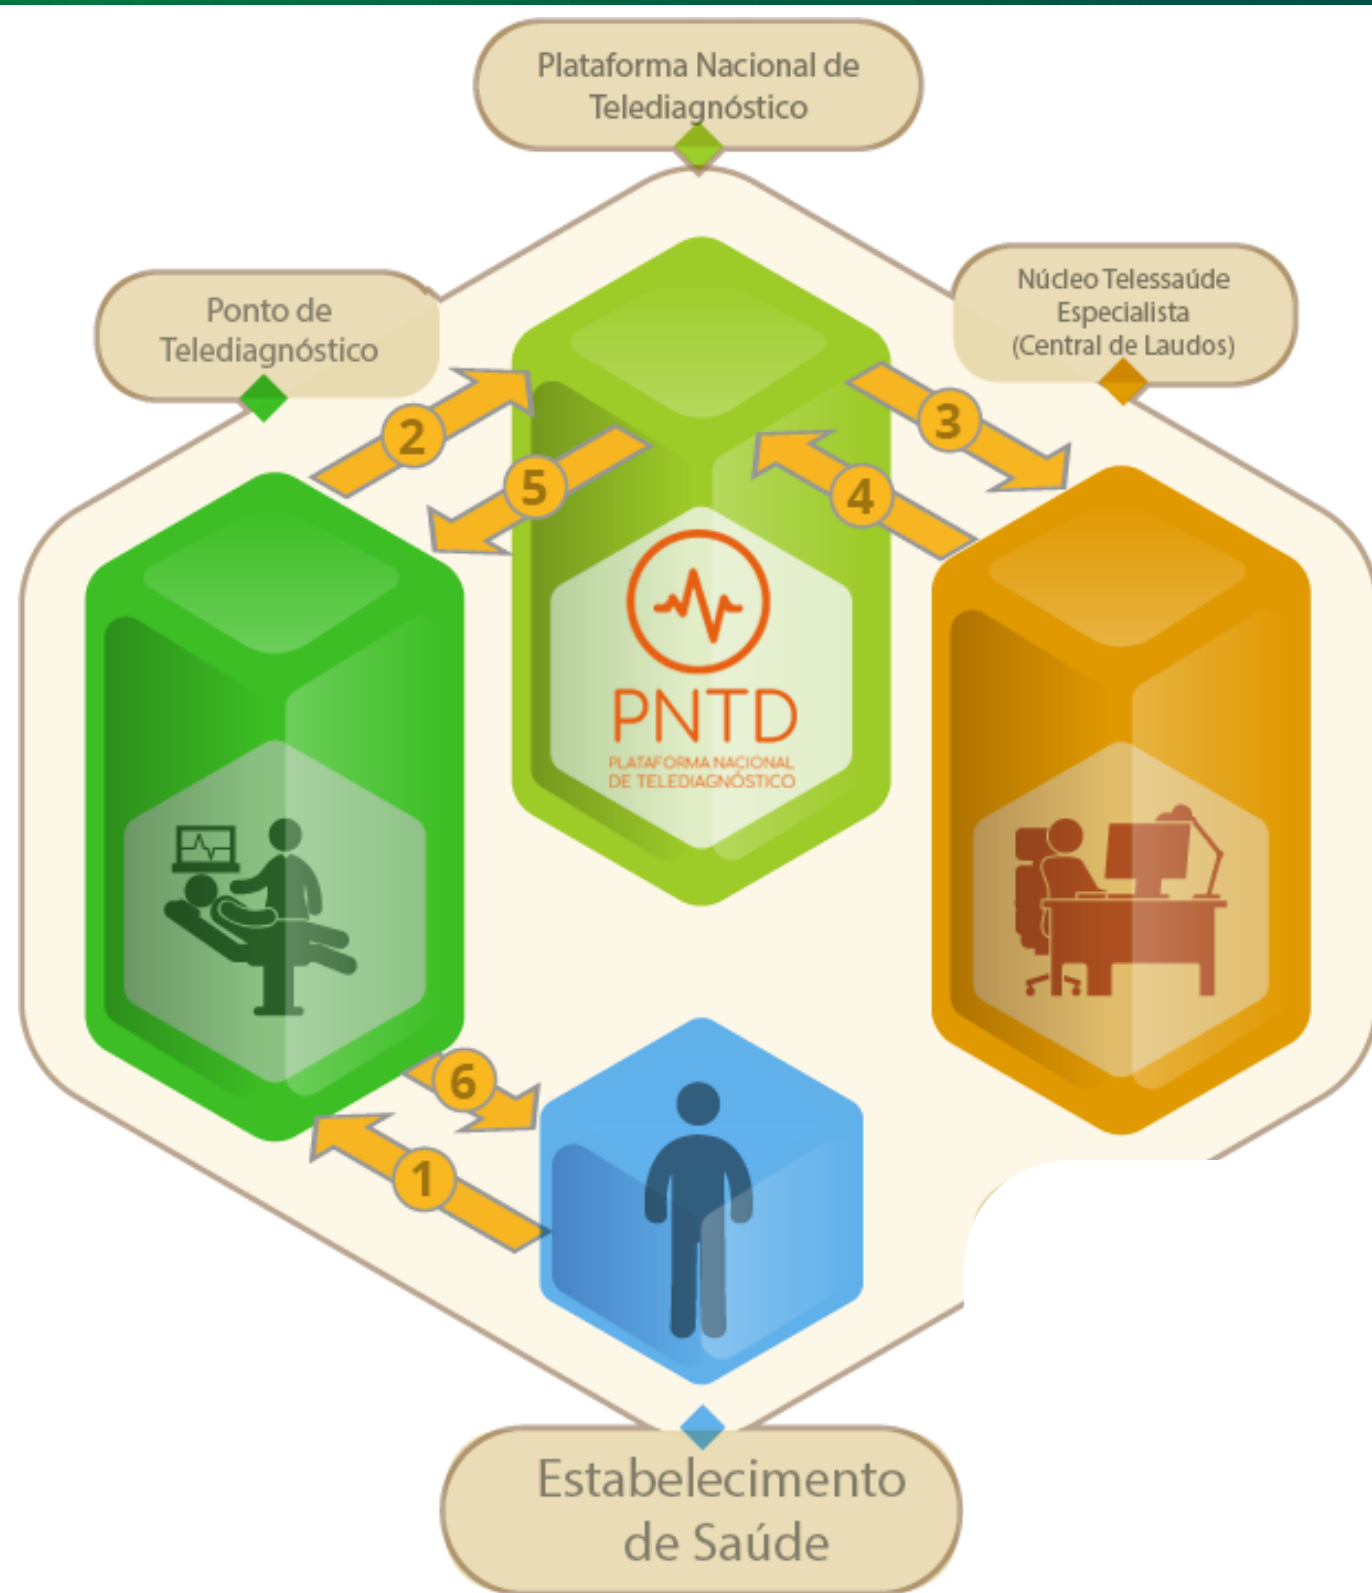 Plataforma Nacional de
Telediagnóstico
Ponto de
Telediagnóstico
Núcleo Telessaúde
Especialista
(Central de Laudos)
2
5
3
4
PNTD
PLATAFORMA NACIONAL
DE TELEDIAGNÓSTICO
6
1
Estabelecimento
de Saúde